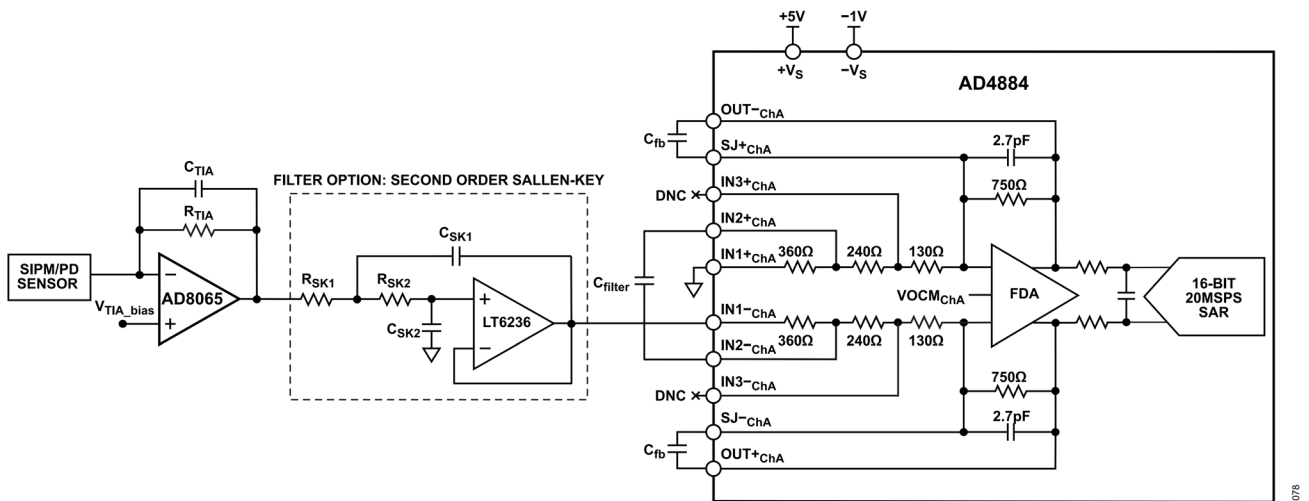 +5V
−1V
+VS
−VS
AD4884
OUT−ChA
Cfb
SJ+ChA
2.7pF
CTIA
FILTER OPTION: SECOND ORDER SALLEN-KEY
DNC
IN3+ChA
750Ω
RTIA
CSK1
IN2+ChA
SIPM/PD
SENSOR
−
AD8065
+
VTIA_bias
RSK1
RSK2
Cfilter
IN1+ChA
360Ω
240Ω
130Ω
+
LT6236
−
CSK2
VOCMChA
FDA
16-BIT
20MSPS
SAR
IN1−ChA
360Ω
240Ω
130Ω
IN2−ChA
DNC
IN3−ChA
750Ω
SJ−ChA
2.7pF
Cfb
OUT+ChA
078